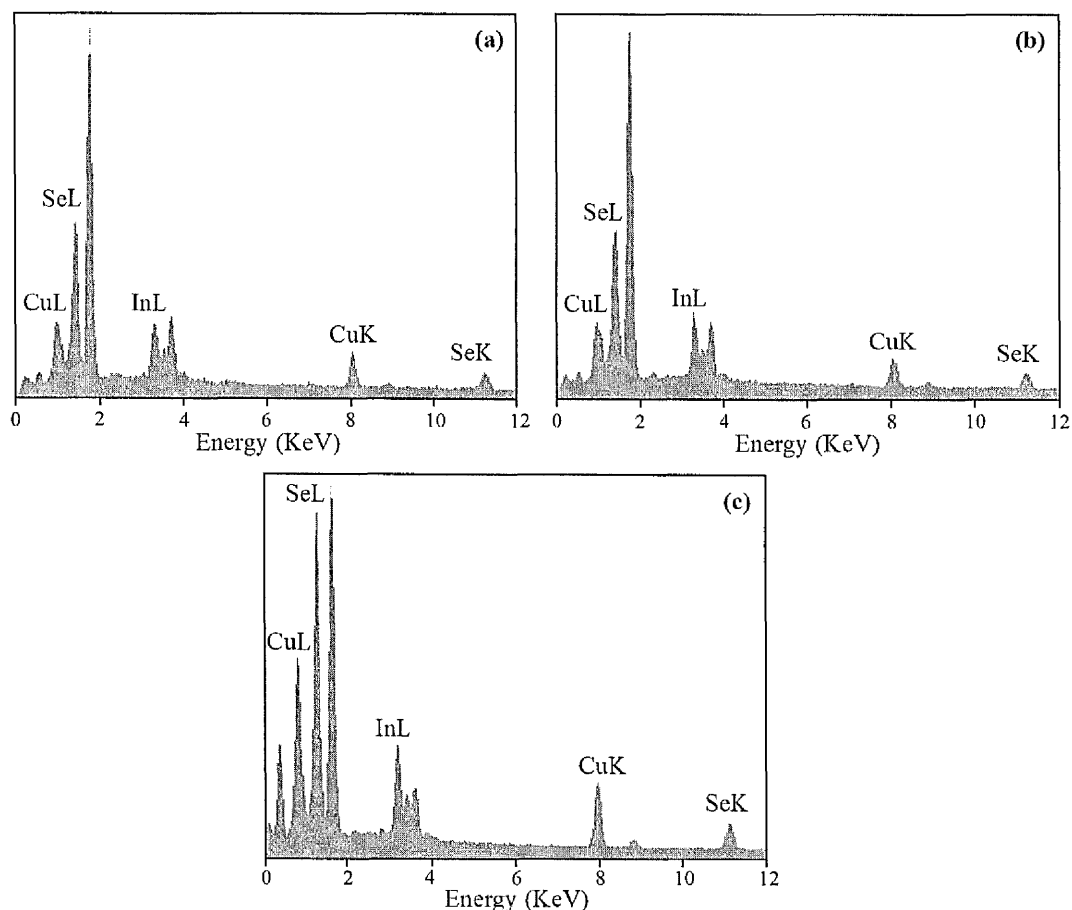 (a)
SeL
CuL
InL
CuK
SeK
0 2 4 6 8 10 12
Energy (KeV)
(b)
SeL
CuL
InL
CuK
SeK
0 2 4 6 8 10 12
Energy (KeV)
(c)
SeL
CuL
InL
CuK
SeK
0 2 4 6 8 10 12
Energy (KeV)